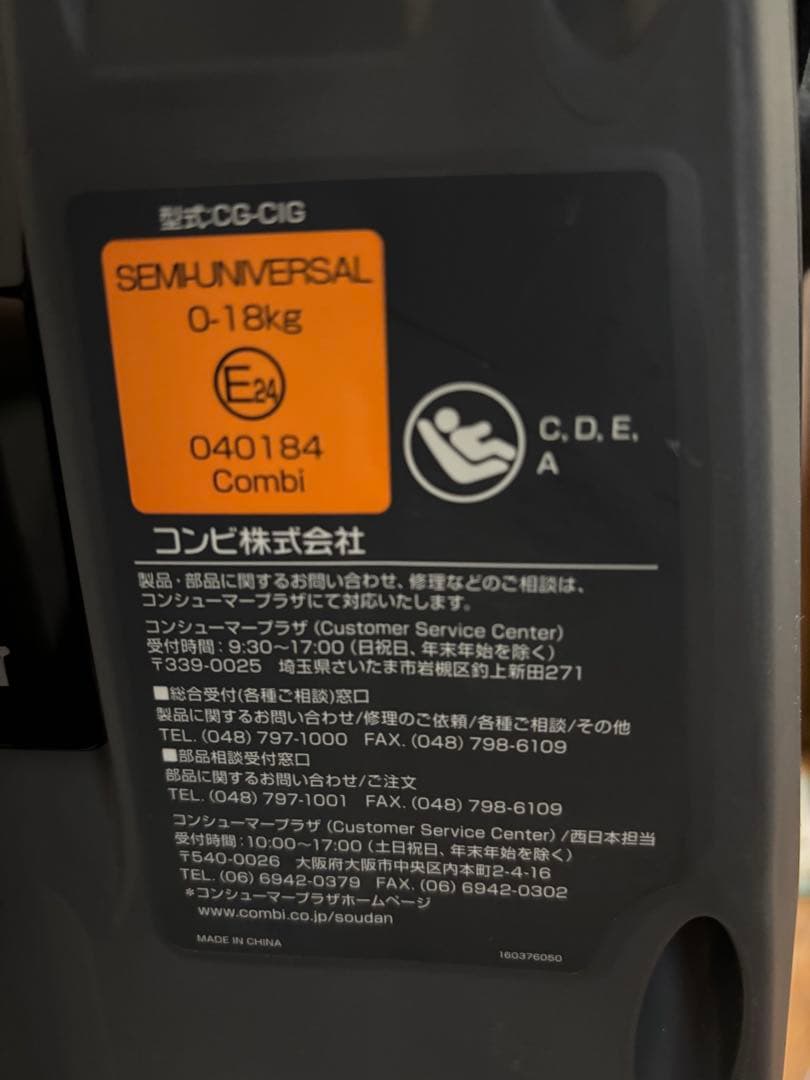 型式:CG-CIG
SEMI-UNIVERSAL
0-18kg
E24
040184
Combi
C, D, E,
A
コンビ株式会社
製品・部品に関するお問い合わせ、修理などのご相談は、
コンシューマープラザにて対応いたします。
コンシューマープラザ (Customer Service Center)
受付時間：9:30～17:00 (日祝日、年末年始を除く)
〒339-0025 埼玉県さいたま市岩槻区釣上新田271
■総合受付(各種ご相談)窓口
製品に関するお問い合わせ/修理のご依頼/各種ご相談/その他
TEL. (048) 797-1000 FAX. (048) 798-6109
■部品相談受付窓口
部品に関するお問い合わせ/ご注文
TEL. (048) 797-1001 FAX. (048) 798-6109
コンシューマープラザ (Customer Service Center) /西日本担当
受付時間：10:00～17:00 (土日祝日、年末年始を除く)
〒540-0026 大阪府大阪市中央区内本町2-4-16
TEL. (06) 6942-0379 FAX. (06) 6942-0302
＊コンシューマープラザホームページ
www.combi.co.jp/soudan
MADE IN CHINA
160376050